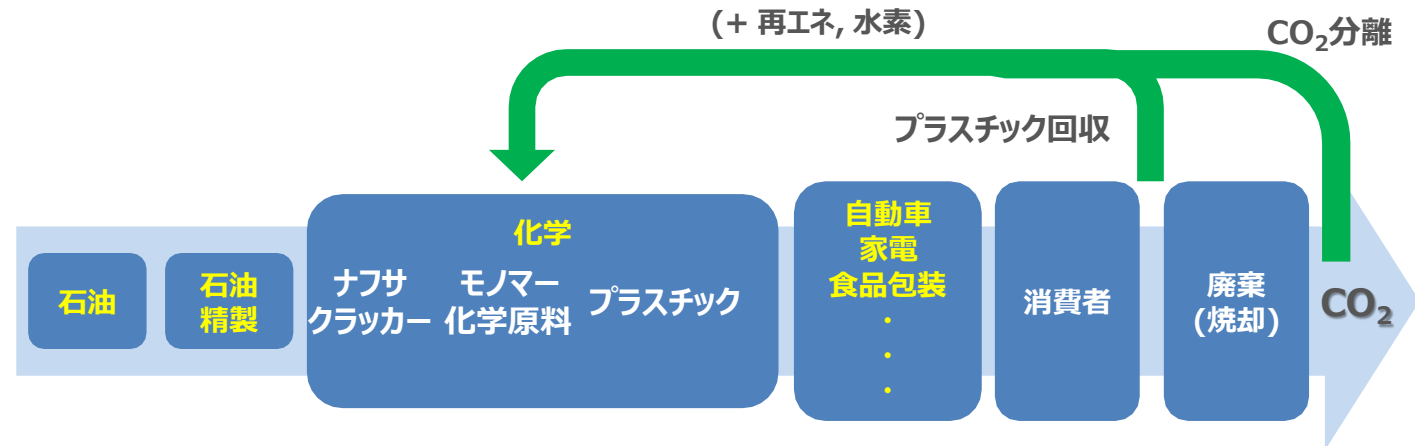 (+ 再エネ, 水素)
CO₂分離
プラスチック回収
石油
石油
精製
化学
ナフサ
クラッカー
モノマー
化学原料
プラスチック
自動車
家電
食品包装
・
・
・
消費者
廃棄
(焼却)
CO₂